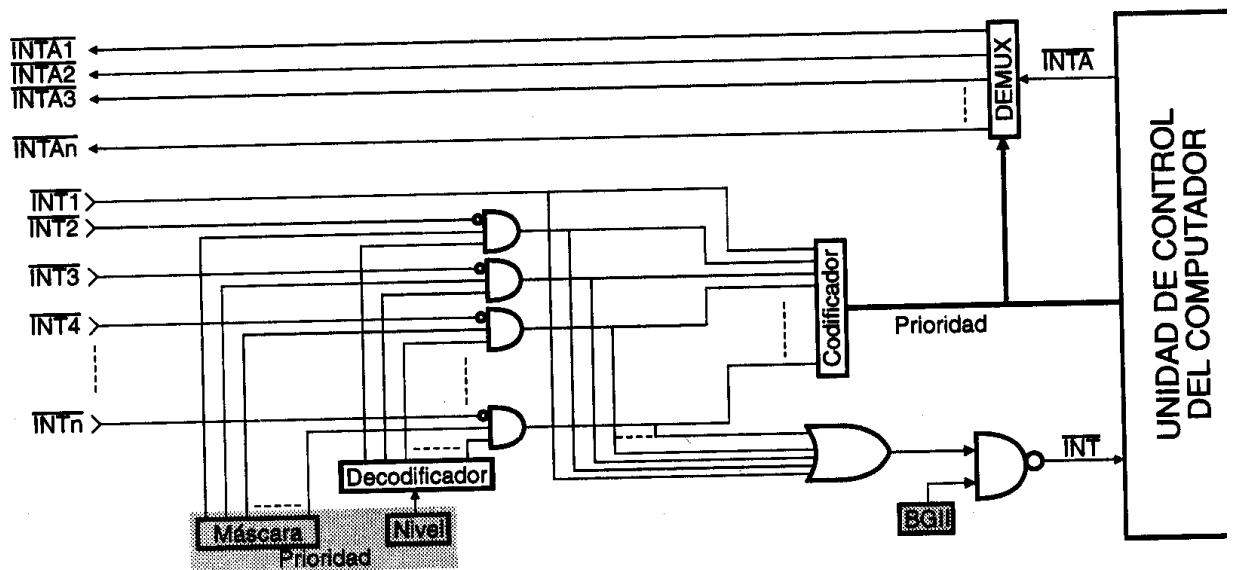 INTA1
INTA2
INTA3
INTAn
DEMUX
INTA
INT1
INT2
INT3
INT4
INTn
Codificador
Prioridad
UNIDAD DE CONTROL
DEL COMPUTADOR
Decodificador
INT
Máscara
Nivel
BGII
Prioridad